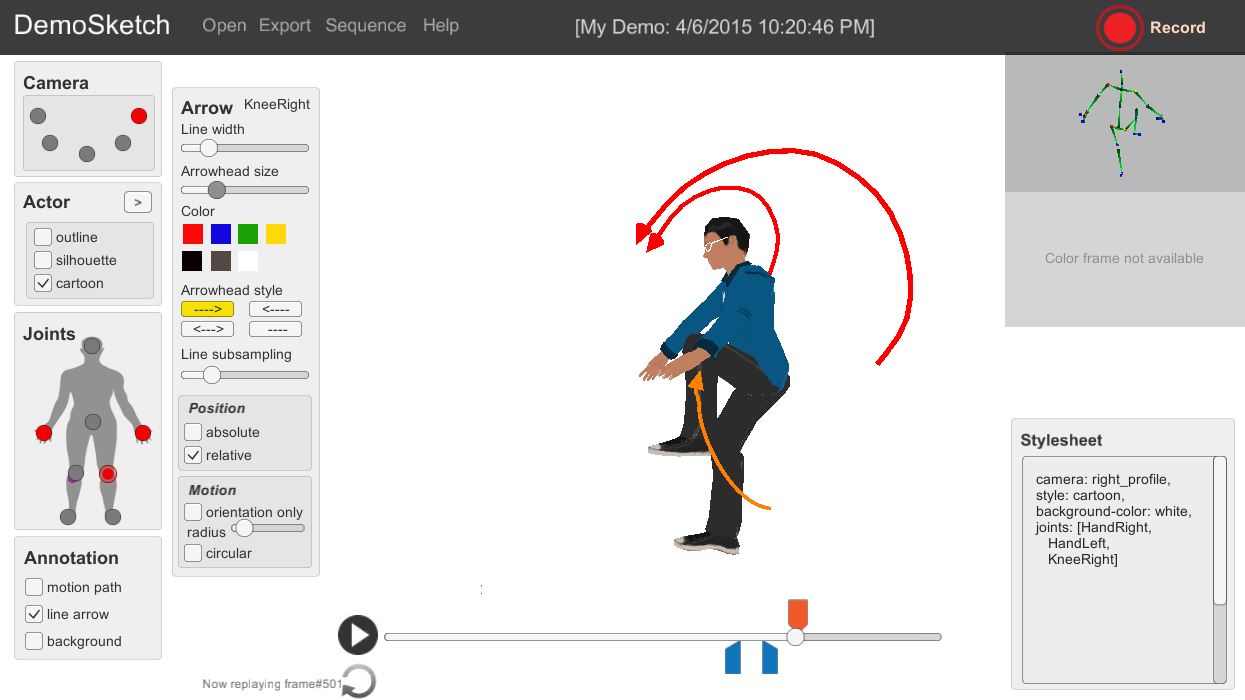 DemoSketch Open Export Sequence Help [My Demo: 4/6/2015 10:20:46 PM] Record
Camera
Actor >
outline
silhouette
cartoon
Joints
Annotation
motion path
line arrow
background
Arrow KneeRight
Line width
Arrowhead size
Color
Arrowhead style
----> <----
<---> ----
Line subsampling
Position
absolute
relative
Motion
orientation only
radius
circular
:
Now replaying frame#501
Color frame not available
Stylesheet
camera: right_profile,
style: cartoon,
background-color: white,
joints: [HandRight,
HandLeft,
KneeRight]